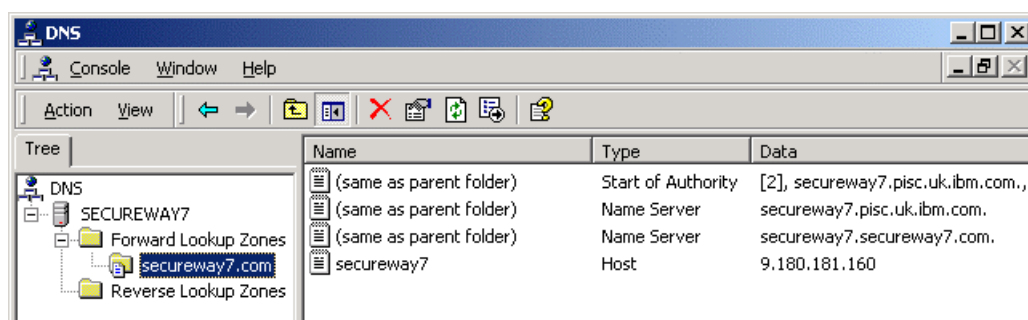 DNS
Console Window Help
Action View
Tree
Name Type Data
DNS
SECUREWAY7
Forward Lookup Zones
secureway7.com
Reverse Lookup Zones
(same as parent folder) Start of Authority [2], secureway7.pisc.uk.ibm.com.,
(same as parent folder) Name Server secureway7.pisc.uk.ibm.com.
(same as parent folder) Name Server secureway7.secureway7.com.
secureway7 Host 9.180.181.160